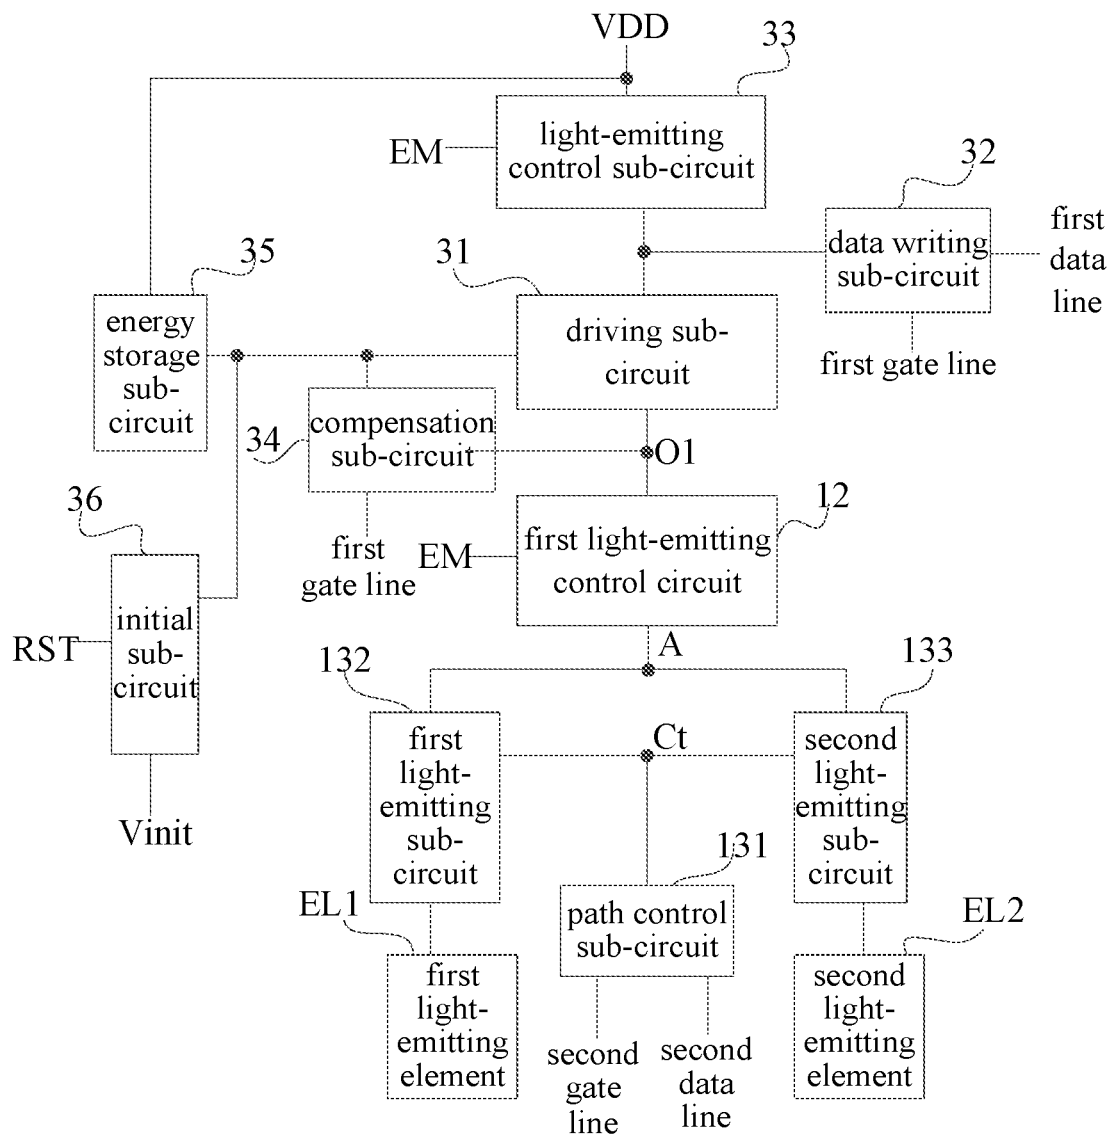 VDD
33
light-emitting
control sub-circuit
EM
32
data writing
sub-circuit
first
data
line
first gate line
35
energy
storage
sub-
circuit
31
driving sub-
circuit
34
compensation
sub-circuit
O1
first
gate line
36
initial
sub-
circuit
RST
Vinit
12
first light-emitting
control circuit
EM
A
132
first
light-
emitting
sub-
circuit
133
second
light-
emitting
sub-
circuit
Ct
131
path control
sub-circuit
EL1
first
light-
emitting
element
EL2
second
light-
emitting
element
second
gate
line
second
data
line